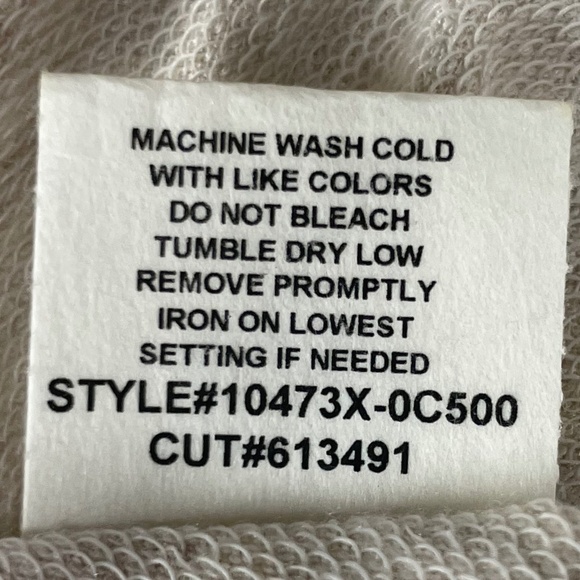 MACHINE WASH COLD
WITH LIKE COLORS
DO NOT BLEACH
TUMBLE DRY LOW
REMOVE PROMPTLY
IRON ON LOWEST
SETTING IF NEEDED
STYLE#10473X-0C500
CUT#613491